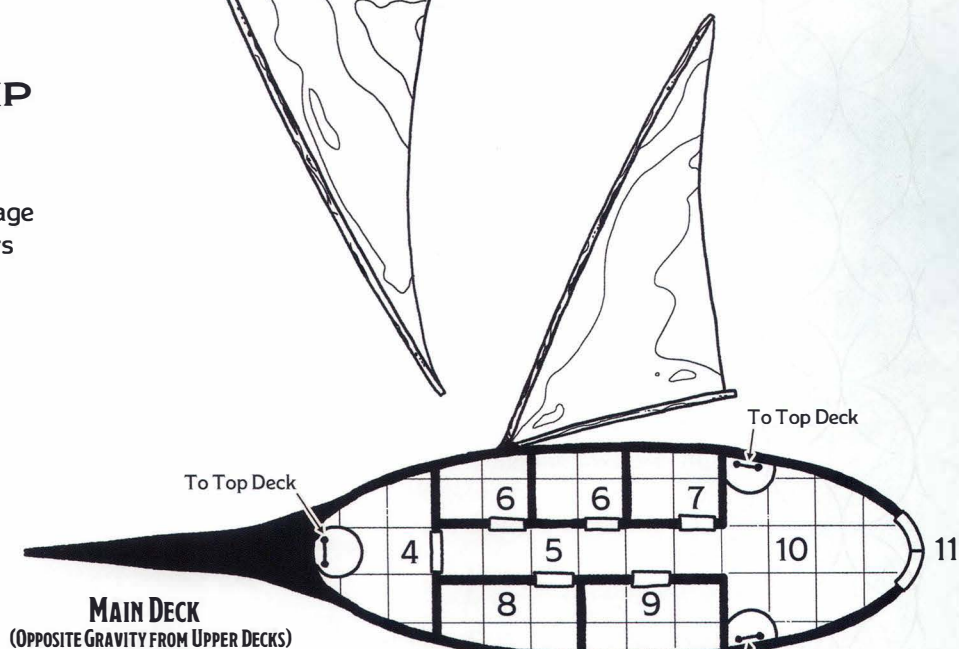 To Top Deck
To Top Deck
6 6 7
4 5 10 11
8 9
MAIN DECK
(OPPOSITE GRAVITY FROM UPPER DECKS)